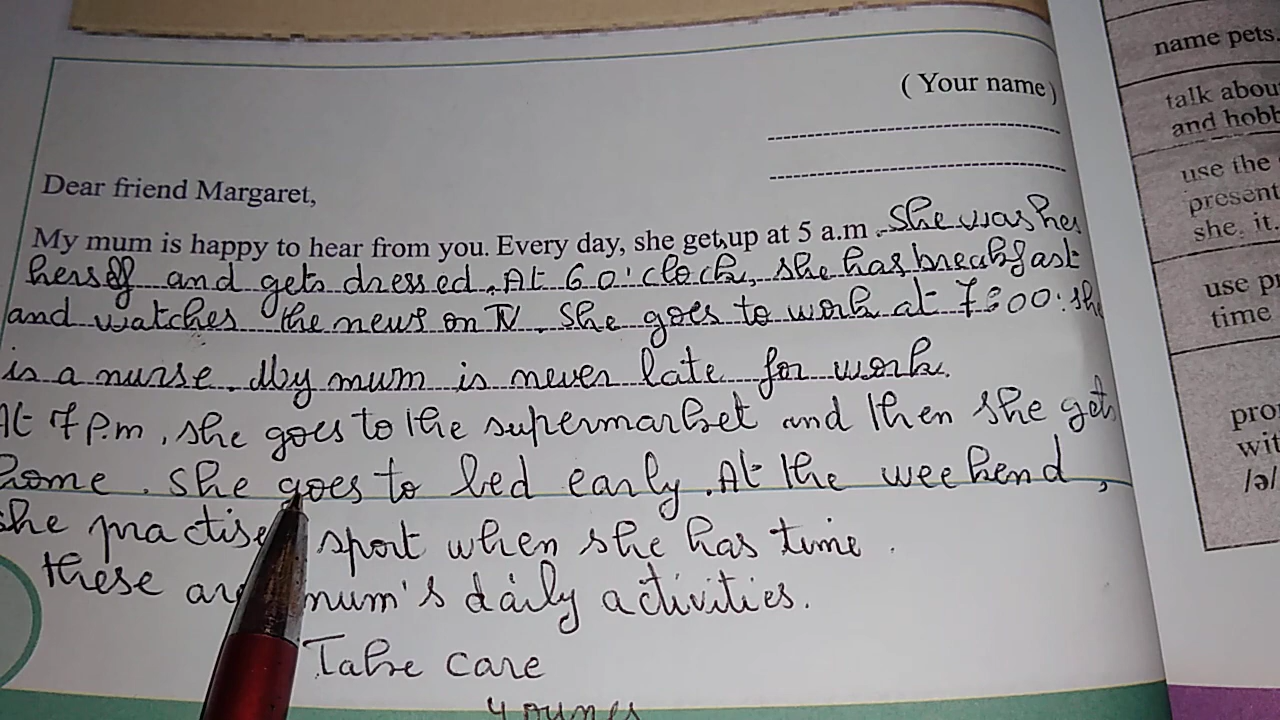 ( Your name )
Dear friend Margaret,
My mum is happy to hear from you. Every day, she gets up at 5 a.m. She washes
herself and gets dressed. At 6 o'clock, she has breakfast
and watches the news on TV. She goes to work at 7:00. she
is a nurse. My mum is never late for work.
At 7 p.m, she goes to the supermarket and then she gets
home. she goes to bed early. At the weekend,
she practises sport when she has time.
these are mum's daily activities.
Take care
Younes
name pets.
talk abou
and hobb
use the
present
she, it.
use pr
time
pro
wit
/ə/